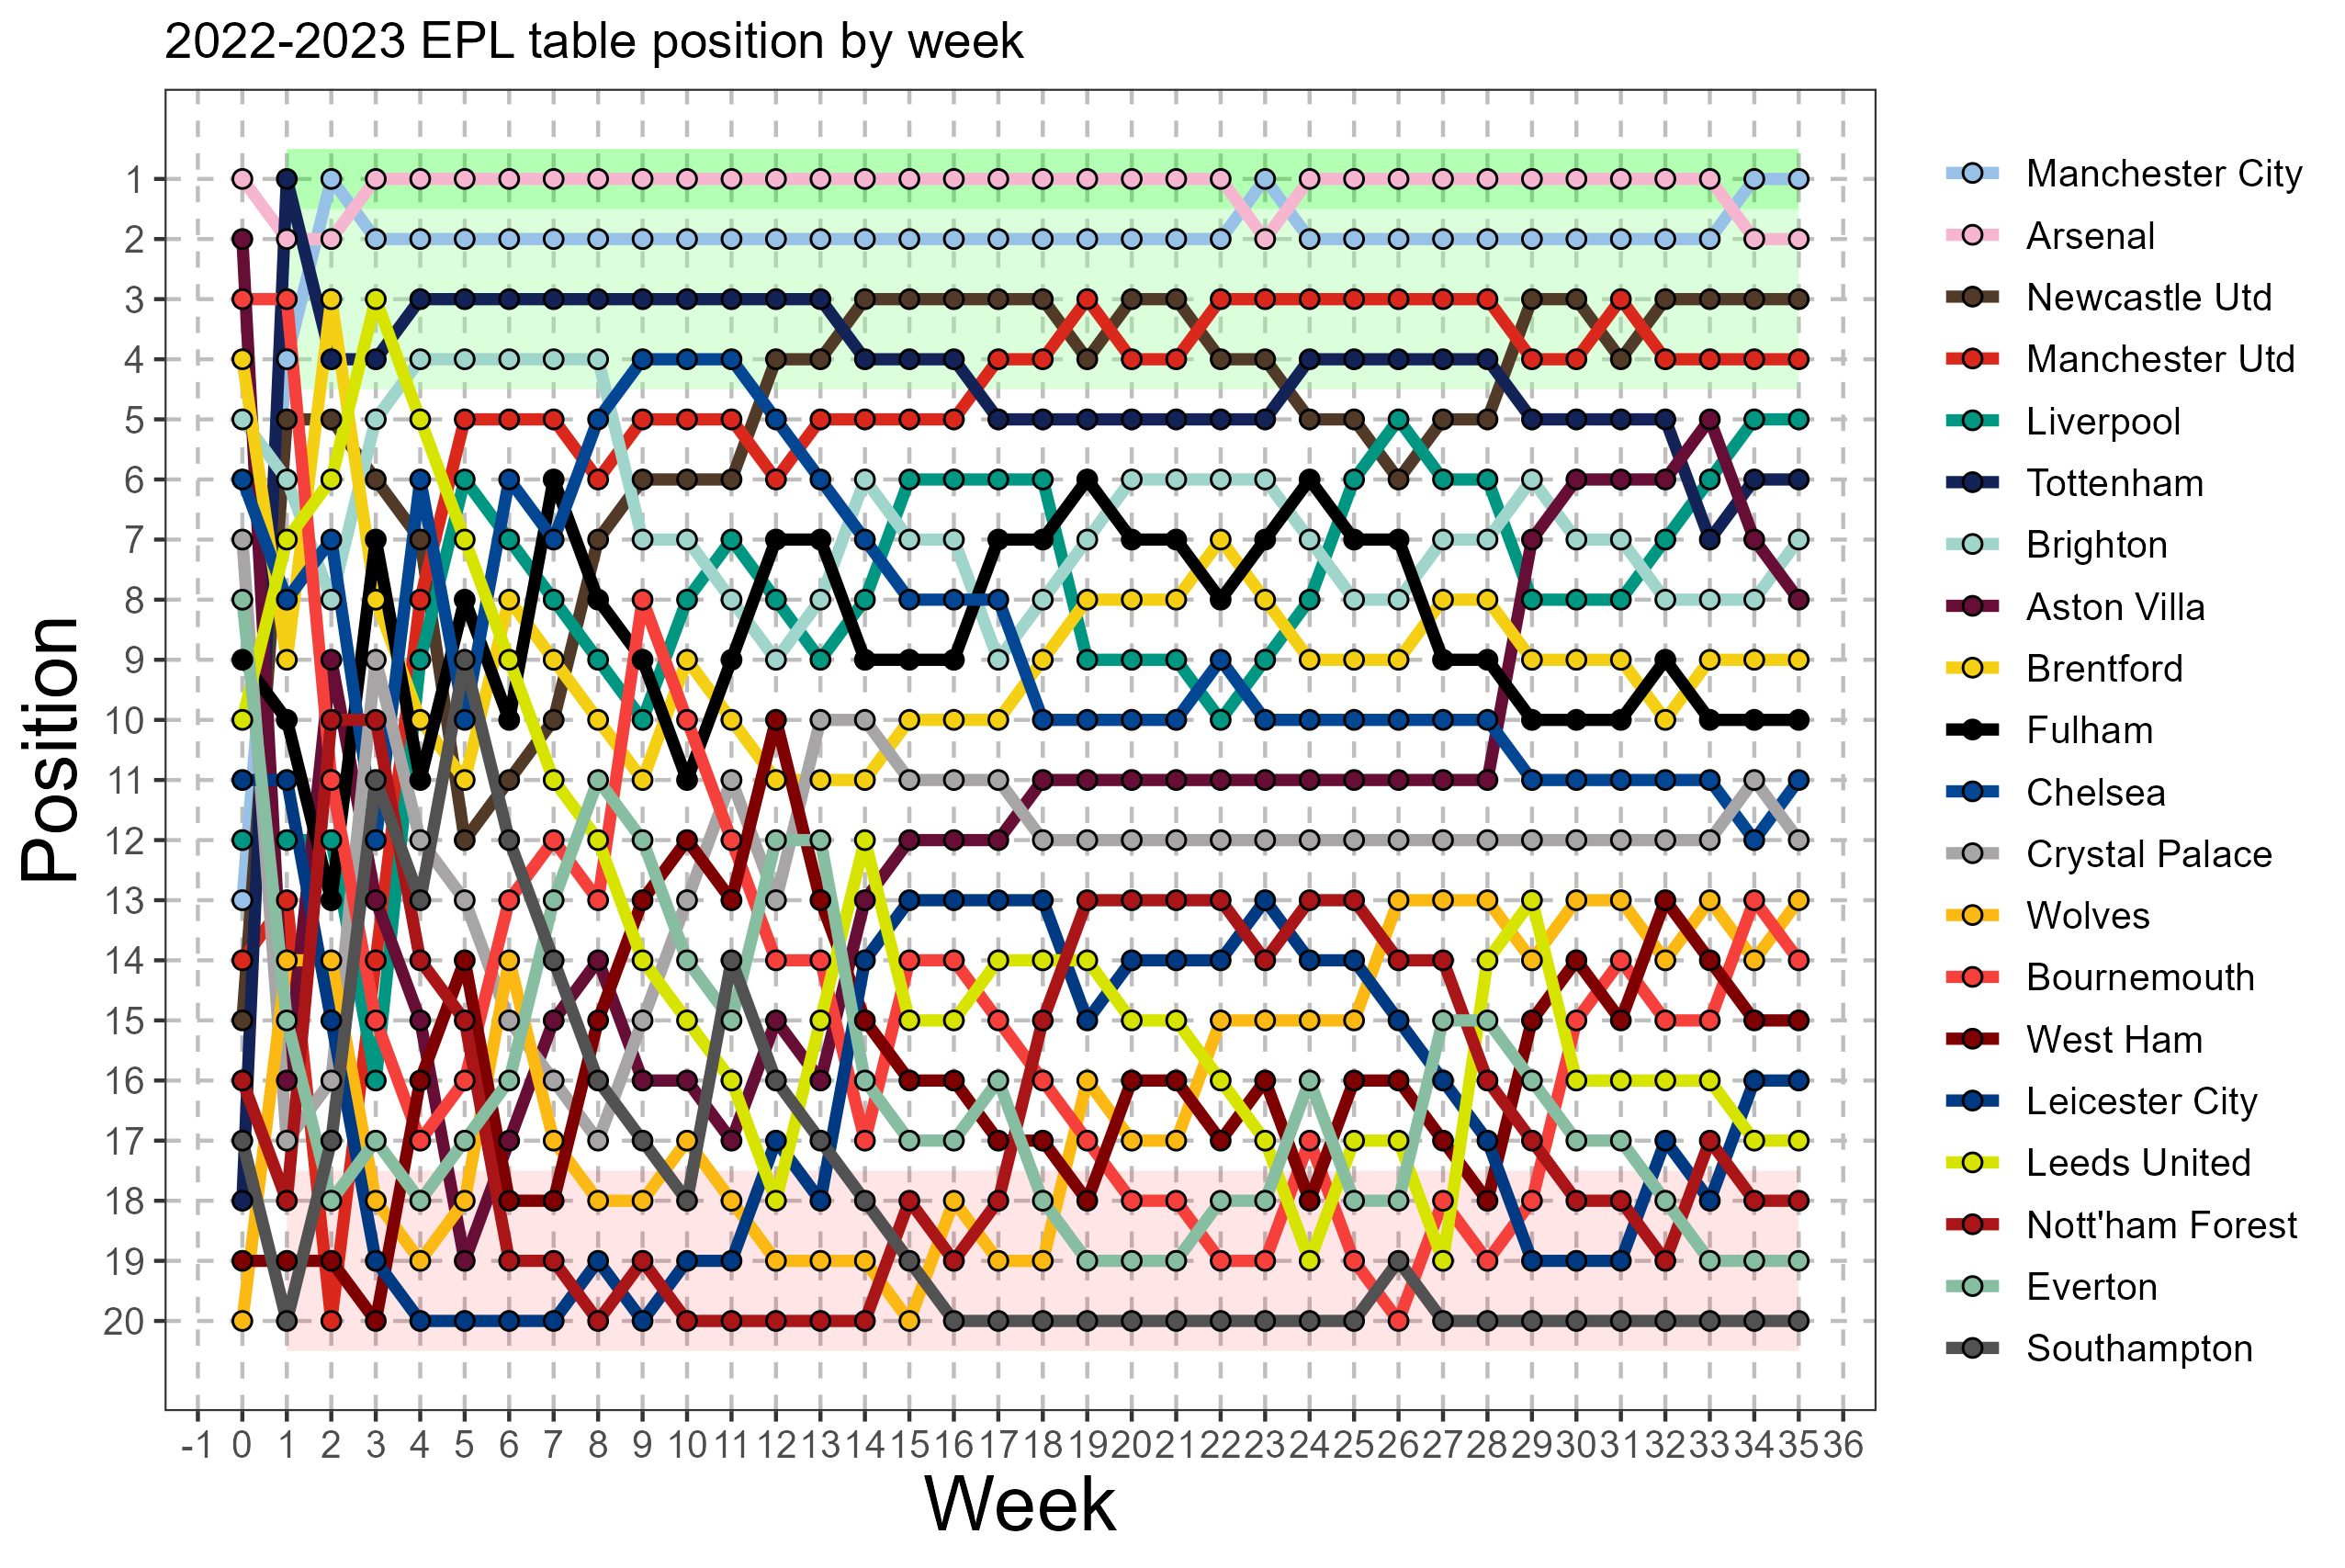 2022-2023 EPL table position by week
Position
1
2
3
4
5
6
7
8
9
10
11
12
13
14
15
16
17
18
19
20
-1 0 1 2 3 4 5 6 7 8 9 10 11 12 13 14 15 16 17 18 19 20 21 22 23 24 25 26 27 28 29 30 31 32 33 34 35 36
Week
Manchester City
Arsenal
Newcastle Utd
Manchester Utd
Liverpool
Tottenham
Brighton
Aston Villa
Brentford
Fulham
Chelsea
Crystal Palace
Wolves
Bournemouth
West Ham
Leicester City
Leeds United
Nott'ham Forest
Everton
Southampton